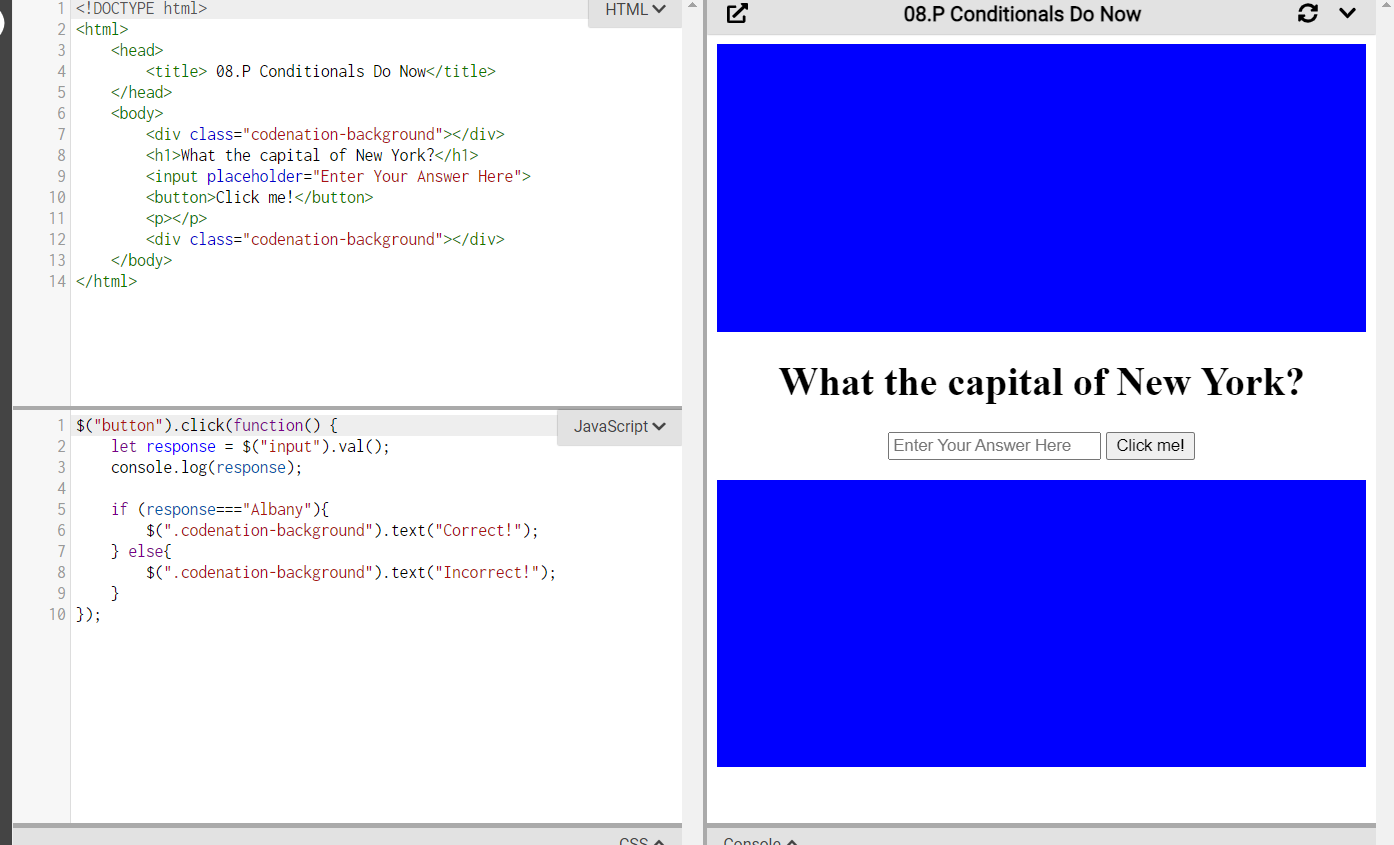 1 <!DOCTYPE html>
HTML
2 <html>
3 <head>
4 <title> 08.P Conditionals Do Now</title>
5 </head>
6 <body>
7 <div class="codenation-background"></div>
8 <h1>What the capital of New York?</h1>
9 <input placeholder="Enter Your Answer Here">
10 <button>Click me!</button>
11 <p></p>
12 <div class="codenation-background"></div>
13 </body>
14 </html>
1 $("button").click(function() {
JavaScript
2 let response = $("input").val();
3 console.log(response);
4
5 if (response==="Albany"){
6 $(".codenation-background").text("Correct!");
7 } else{
8 $(".codenation-background").text("Incorrect!");
9 }
10 });
CSS
08.P Conditionals Do Now
What the capital of New York?
Enter Your Answer Here Click me!
Console